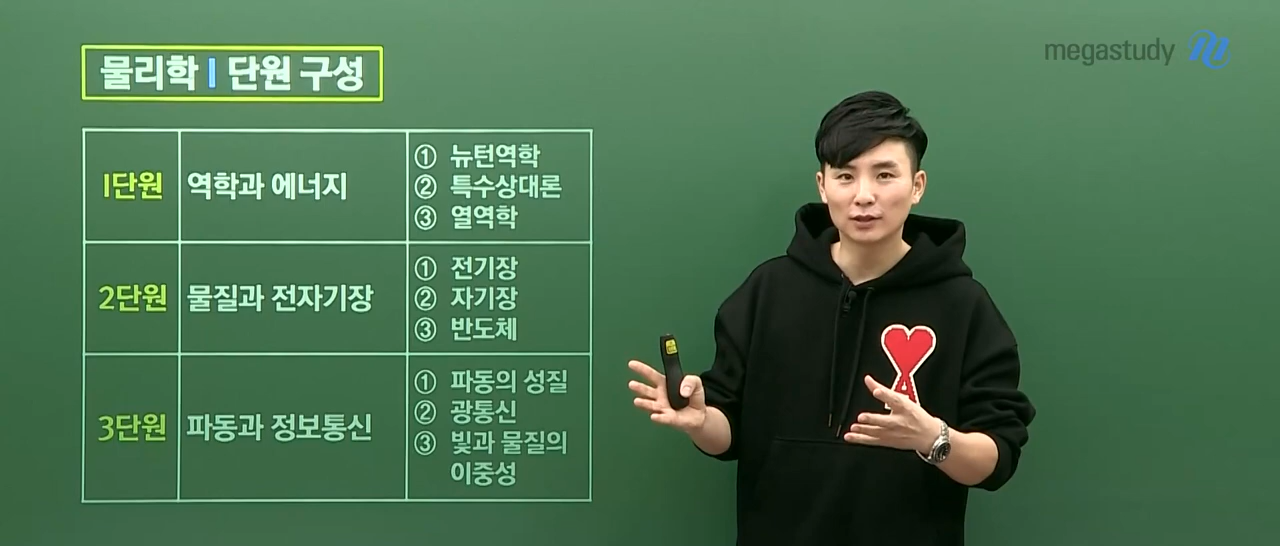 물리학 I 단원 구성
megastudy M
1단원
역학과 에너지
① 뉴턴역학
② 특수상대론
③ 열역학
2단원
물질과 전자기장
① 전기장
② 자기장
③ 반도체
3단원
파동과 정보통신
① 파동의 성질
② 광통신
③ 빛과 물질의
이중성
A